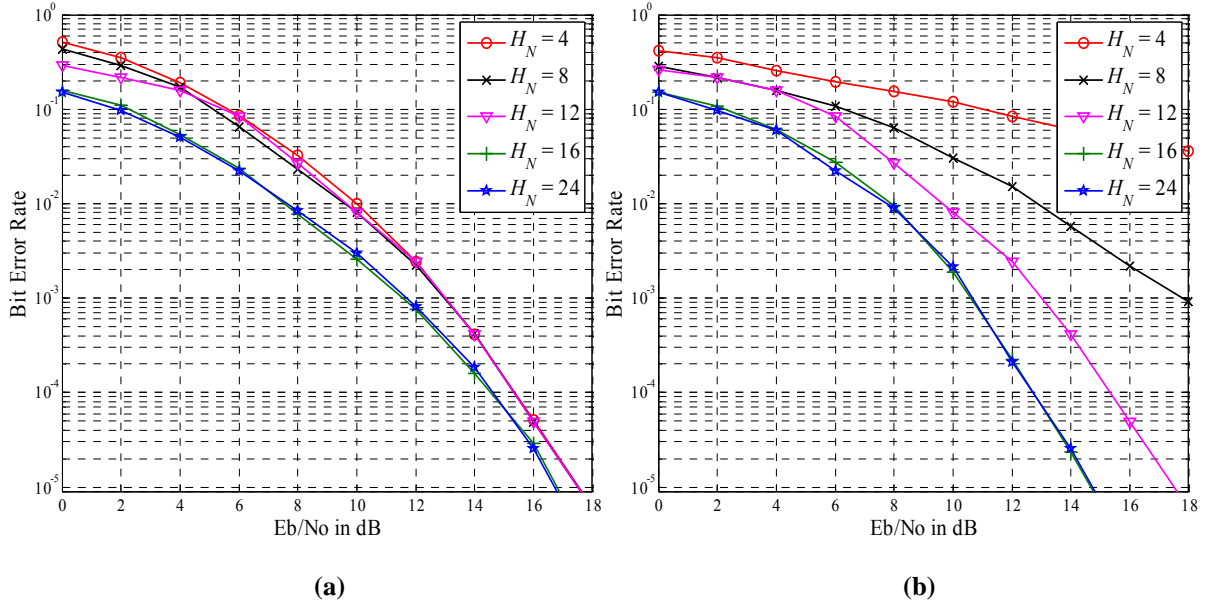 10^0
10^-1
10^-2
10^-3
10^-4
10^-5
Bit Error Rate
0 2 4 6 8 10 12 14 16 18
Eb/No in dB
H_N = 4
H_N = 8
H_N = 12
H_N = 16
H_N = 24
(a)
10^0
10^-1
10^-2
10^-3
10^-4
10^-5
Bit Error Rate
0 2 4 6 8 10 12 14 16 18
Eb/No in dB
H_N = 4
H_N = 8
H_N = 12
H_N = 16
H_N = 24
(b)